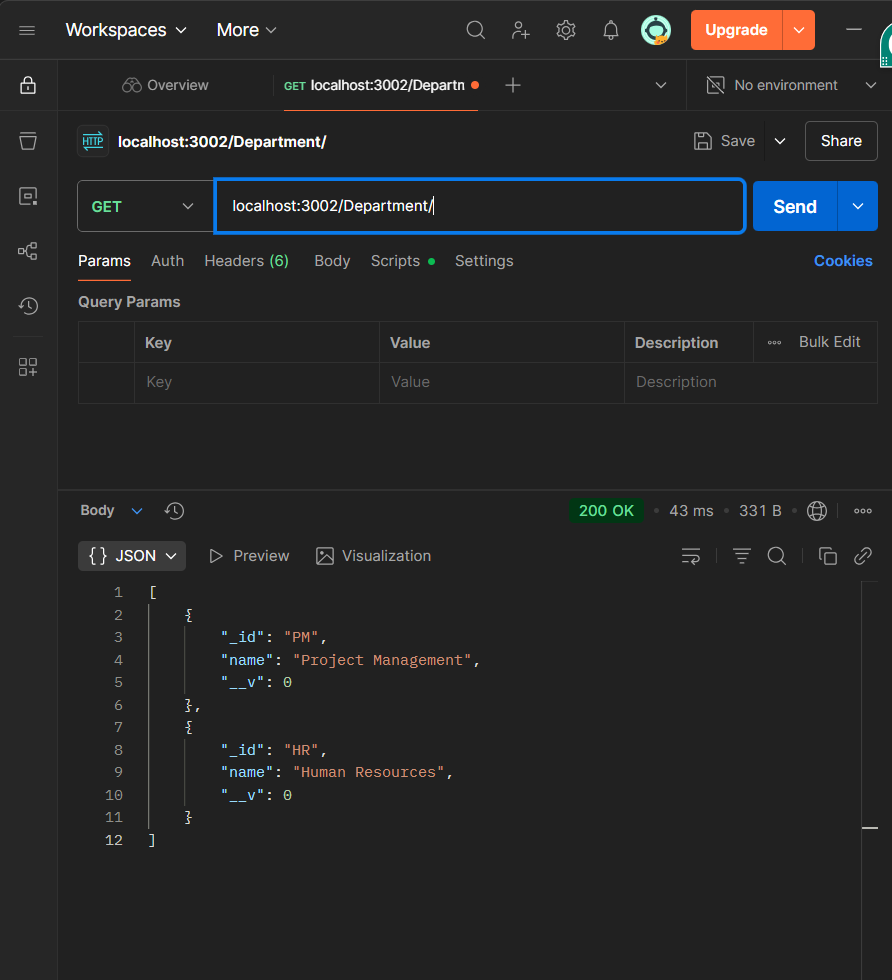 Workspaces More Upgrade
Overview GET localhost:3002/Departn No environment
HTTP localhost:3002/Department/ Save Share
GET localhost:3002/Department/ Send
Params Auth Headers (6) Body Scripts Settings Cookies
Query Params
Key Value Description Bulk Edit
Key Value Description
Body 200 OK 43 ms 331 B
{} JSON Preview Visualization
1 [
2 {
3 "_id": "PM",
4 "name": "Project Management",
5 "__v": 0
6 },
7 {
8 "_id": "HR",
9 "name": "Human Resources",
10 "__v": 0
11 }
12 ]